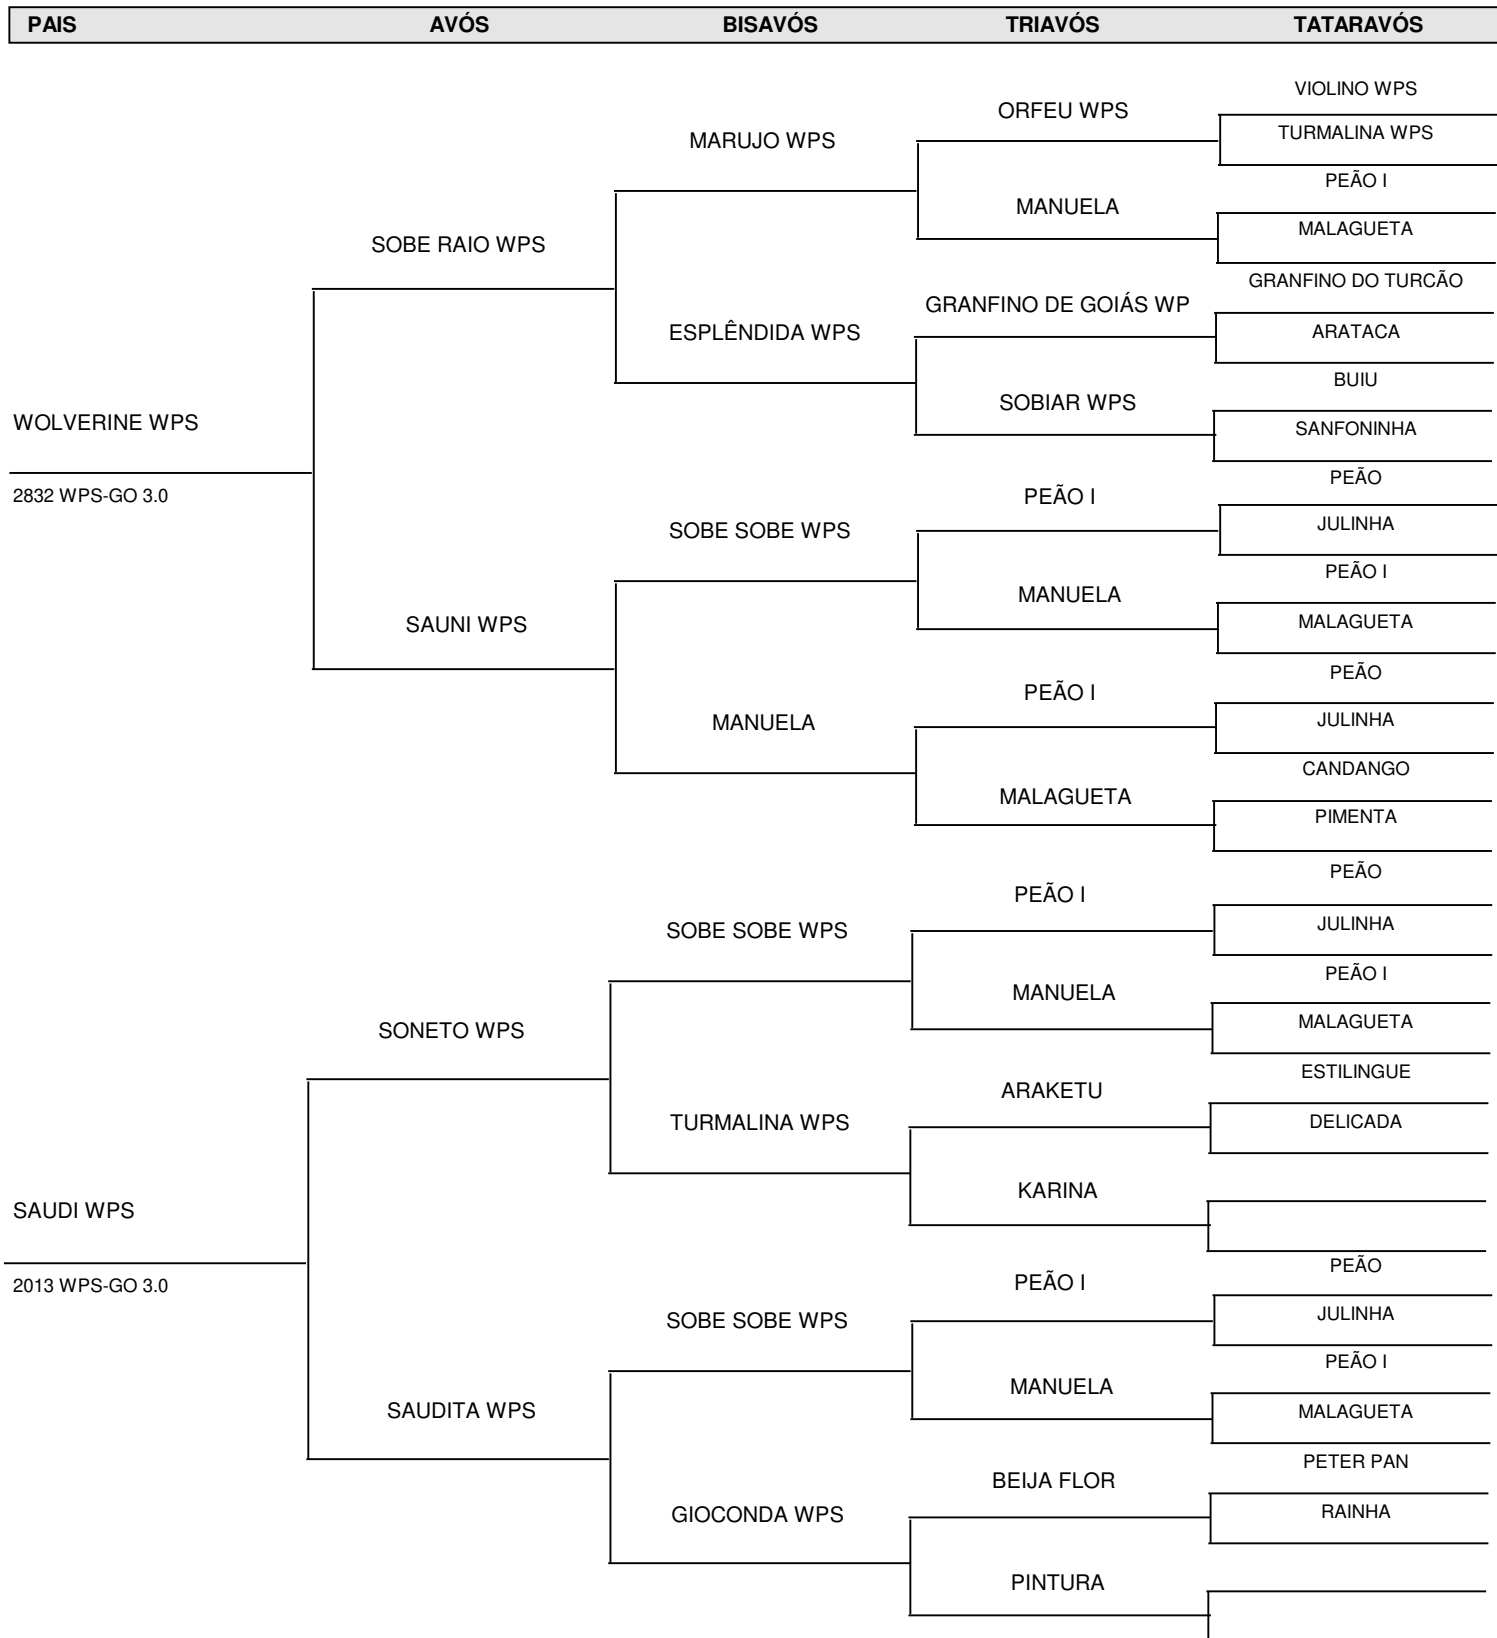 PAIS AVÓS BISAVÓS TRIAVÓS TATARAVÓS
VIOLINO WPS
ORFEU WPS
TURMALINA WPS
MARUJO WPS
PEÃO I
MANUELA
MALAGUETA
SOBE RAIO WPS
GRANFINO DO TURCÃO
GRANFINO DE GOIÁS WP
ESPLÊNDIDA WPS
ARATACA
BUIU
SOBIAR WPS
WOLVERINE WPS
SANFONINHA
PEÃO
2832 WPS-GO 3.0
PEÃO I
SOBE SOBE WPS
JULINHA
PEÃO I
MANUELA
SAUNI WPS
MALAGUETA
PEÃO
PEÃO I
MANUELA
JULINHA
CANDANGO
MALAGUETA
PIMENTA
PEÃO
PEÃO I
SOBE SOBE WPS
JULINHA
PEÃO I
MANUELA
SONETO WPS
MALAGUETA
ESTILINGUE
ARAKETU
TURMALINA WPS
DELICADA
KARINA
SAUDI WPS
PEÃO
2013 WPS-GO 3.0
PEÃO I
SOBE SOBE WPS
JULINHA
PEÃO I
MANUELA
SAUDITA WPS
MALAGUETA
PETER PAN
BEIJA FLOR
GIOCONDA WPS
RAINHA
PINTURA